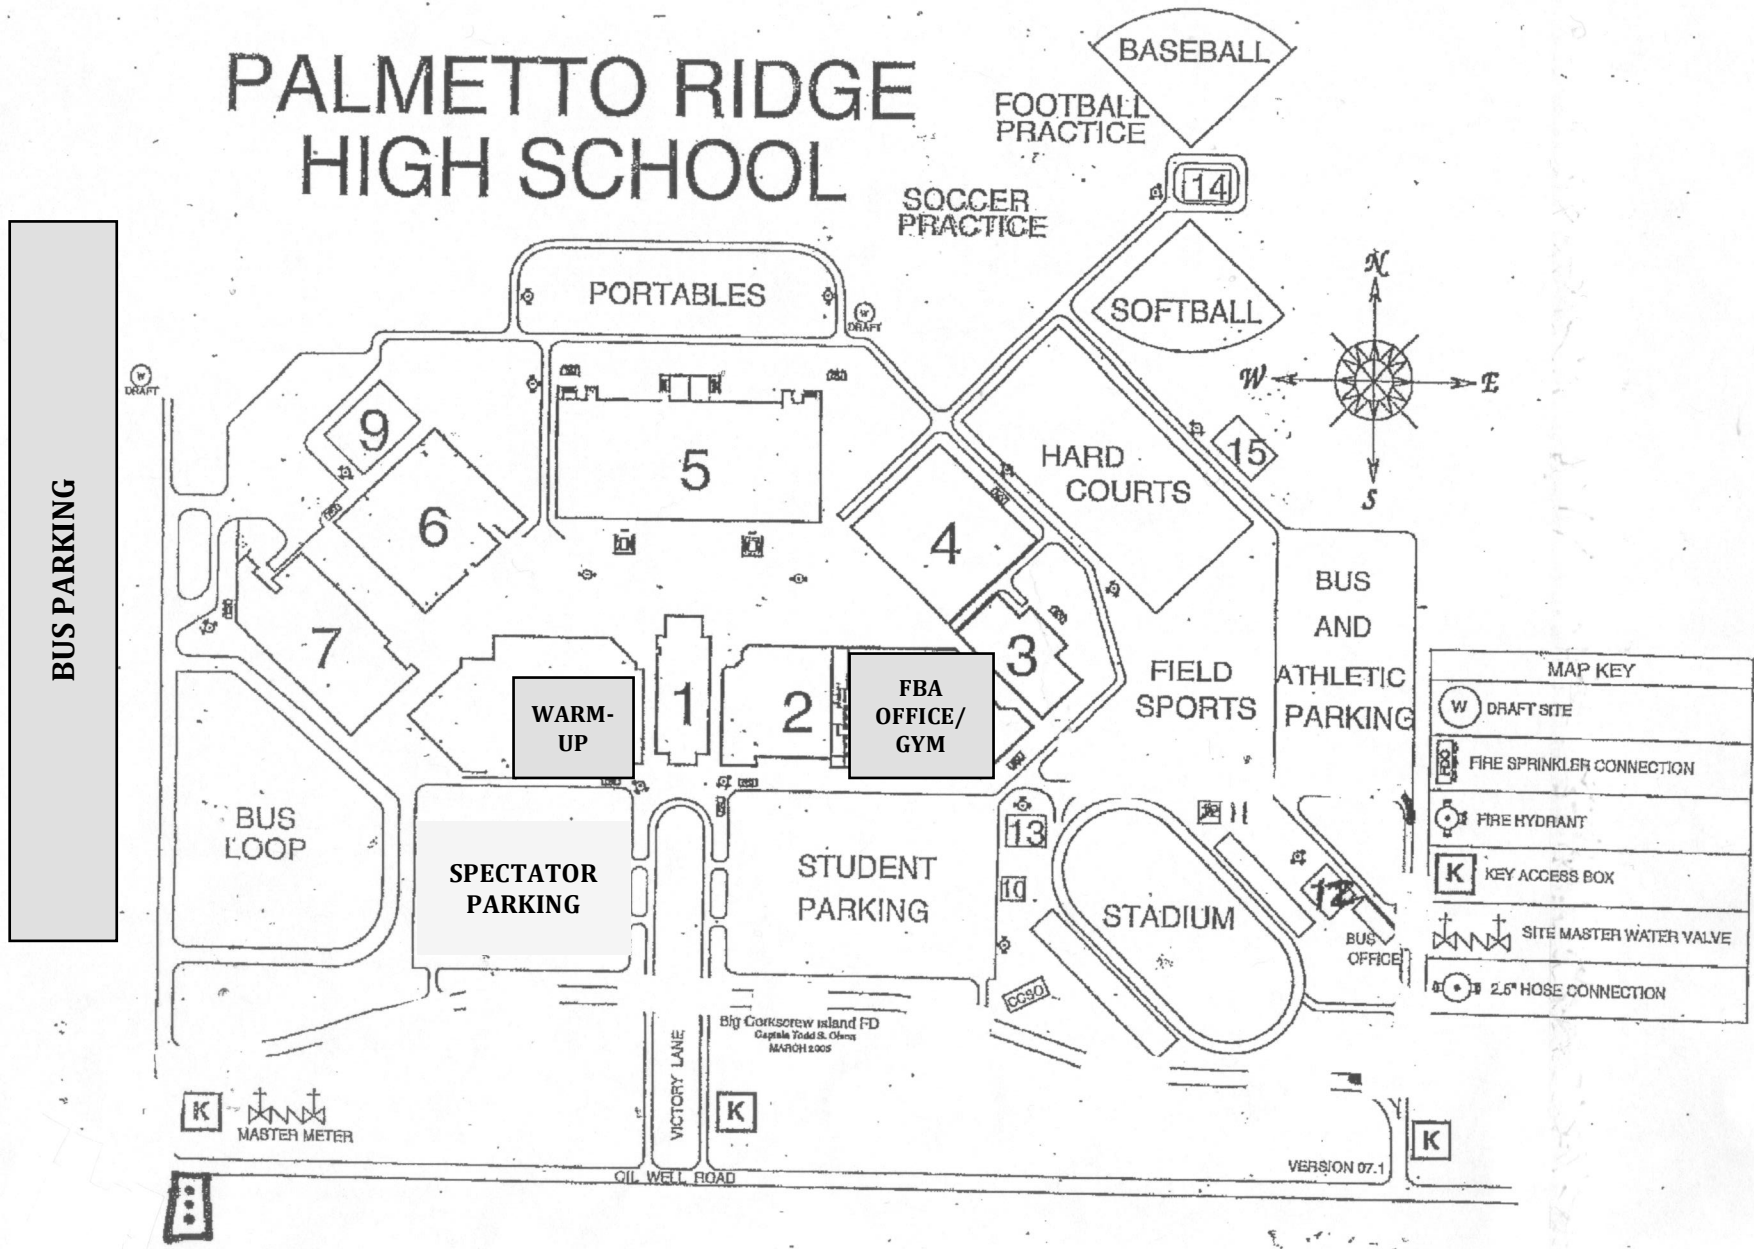 PALMETTO RIDGE
HIGH SCHOOL
BASEBALL
FOOTBALL
PRACTICE
14
SOCCER
PRACTICE
SOFTBALL
PORTABLES
W
DRAFT
W
DRAFT
N
W
E
S
BUS PARKING
9
6
5
4
HARD
COURTS
15
7
1
2
3
WARM-
UP
FBA
OFFICE/
GYM
FIELD
SPORTS
BUS
AND
ATHLETIC
PARKING
MAP KEY
W DRAFT SITE
FIRE SPRINKLER CONNECTION
FIRE HYDRANT
K KEY ACCESS BOX
SITE MASTER WATER VALVE
2.5" HOSE CONNECTION
BUS
LOOP
SPECTATOR
PARKING
STUDENT
PARKING
13
10
STADIUM
12
BUS
OFFICE
CCSO
Big Corkscrew Island FD
Captain Todd S. Olson
MARCH 2005
VICTORY LANE
K
MASTER METER
K
K
VERSION 07.1
OIL WELL ROAD